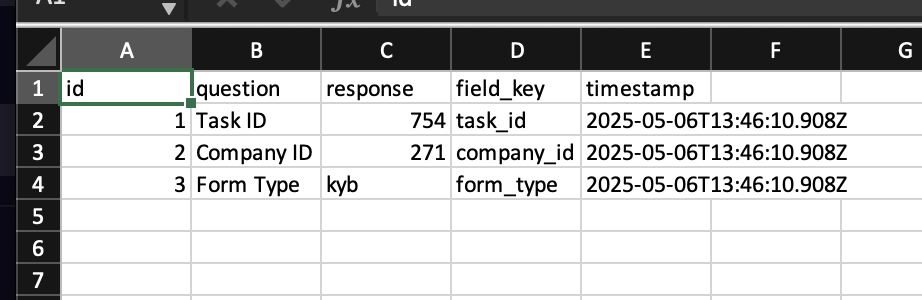 A1 fx id
A B C D E F G
1 id question response field_key timestamp
2 1 Task ID 754 task_id 2025-05-06T13:46:10.908Z
3 2 Company ID 271 company_id 2025-05-06T13:46:10.908Z
4 3 Form Type kyb form_type 2025-05-06T13:46:10.908Z
5
6
7